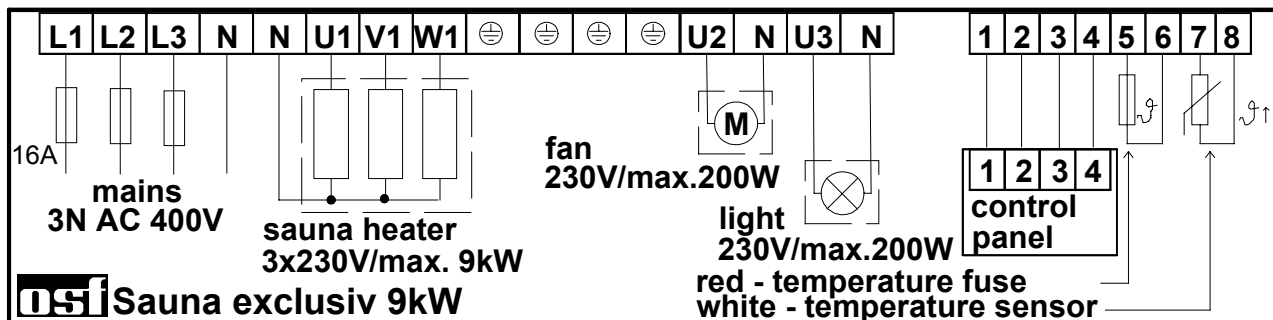 L1 L2 L3 N N U1 V1 W1 U2 N U3 N 1 2 3 4 5 6 7 8
16A
mains
3N AC 400V
sauna heater
3x230V/max. 9kW
fan
230V/max.200W
M
light
230V/max.200W
ϑ
ϑ↑
1 2 3 4
control
panel
red - temperature fuse
white - temperature sensor
osf Sauna exclusiv 9kW